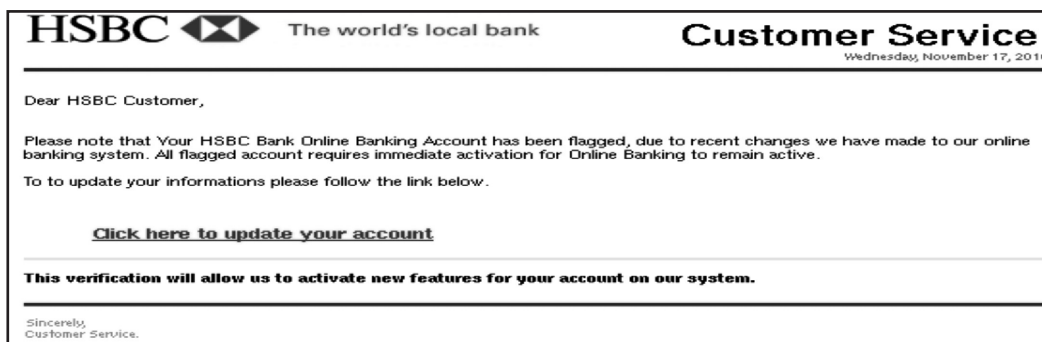 HSBC The world's local bank Customer Service
Wednesday, November 17, 201
Dear HSBC Customer,
Please note that Your HSBC Bank Online Banking Account has been flagged, due to recent changes we have made to our online
banking system. All flagged account requires immediate activation for Online Banking to remain active.
To to update your informations please follow the link below.
Click here to update your account
This verification will allow us to activate new features for your account on our system.
Sincerely,
Customer Service.